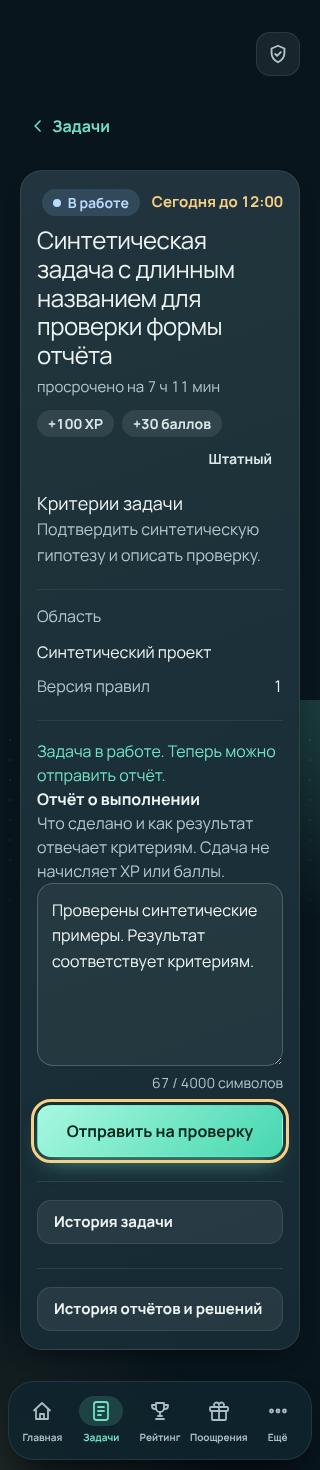 Задачи
В работе
Сегодня до 12:00
Синтетическая
задача с длинным
названием для
проверки формы
отчёта
просрочено на 7 ч 11 мин
+100 XP
+30 баллов
Штатный
Критерии задачи
Подтвердить синтетическую
гипотезу и описать проверку.
Область
Синтетический проект
Версия правил
1
Задача в работе. Теперь можно
отправить отчёт.
Отчёт о выполнении
Что сделано и как результат
отвечает критериям. Сдача не
начисляет XP или баллы.
Проверены синтетические
примеры. Результат
соответствует критериям.
67 / 4000 символов
Отправить на проверку
История задачи
История отчётов и решений
Главная
Задачи
Рейтинг
Поощрения
Ещё